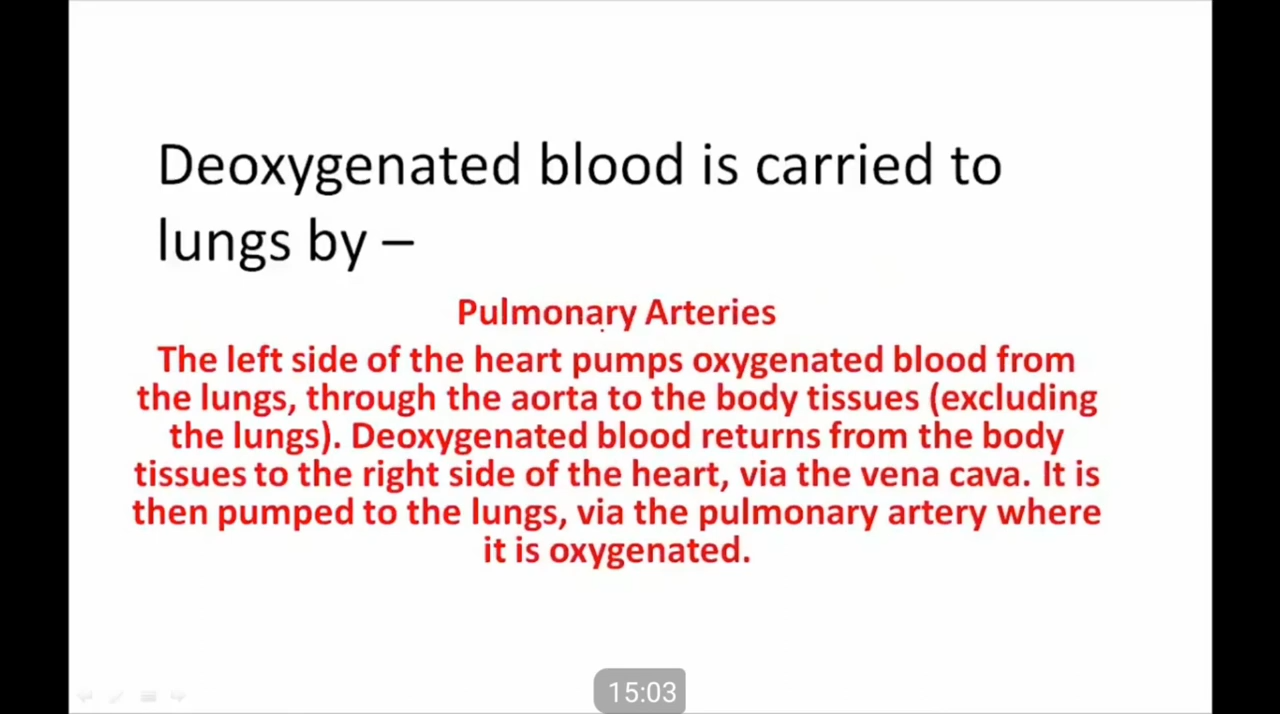 Deoxygenated blood is carried to
lungs by –
Pulmonary Arteries
The left side of the heart pumps oxygenated blood from
the lungs, through the aorta to the body tissues (excluding
the lungs). Deoxygenated blood returns from the body
tissues to the right side of the heart, via the vena cava. It is
then pumped to the lungs, via the pulmonary artery where
it is oxygenated.
15:03